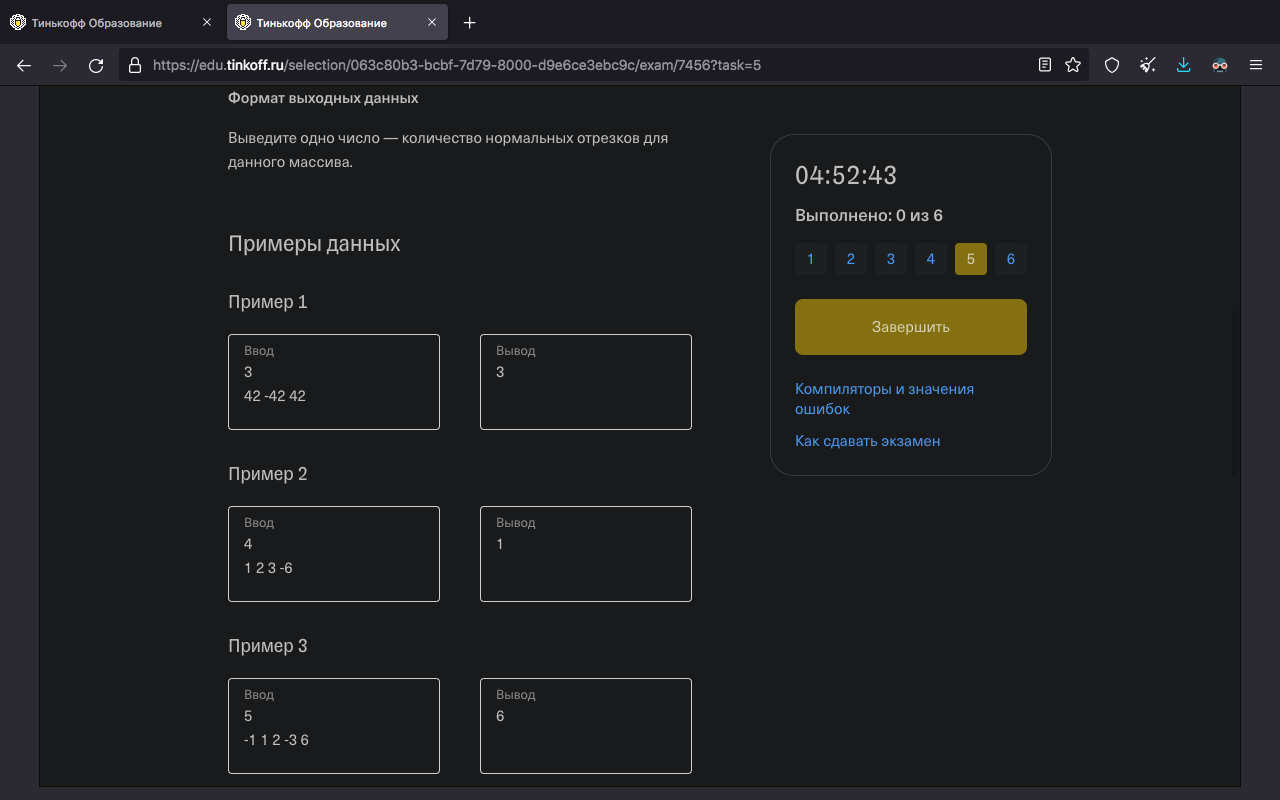 Тинькофф Образование
Тинькофф Образование
https://edu.tinkoff.ru/selection/063c80b3-bcbf-7d79-8000-d9e6ce3ebc9c/exam/7456?task=5
Формат выходных данных
Выведите одно число — количество нормальных отрезков для
данного массива.
Примеры данных
Пример 1
Ввод
3
42 -42 42
Вывод
3
Пример 2
Ввод
4
1 2 3 -6
Вывод
1
Пример 3
Ввод
5
-1 1 2 -3 6
Вывод
6
04:52:43
Выполнено: 0 из 6
1 2 3 4 5 6
Завершить
Компиляторы и значения
ошибок
Как сдавать экзамен